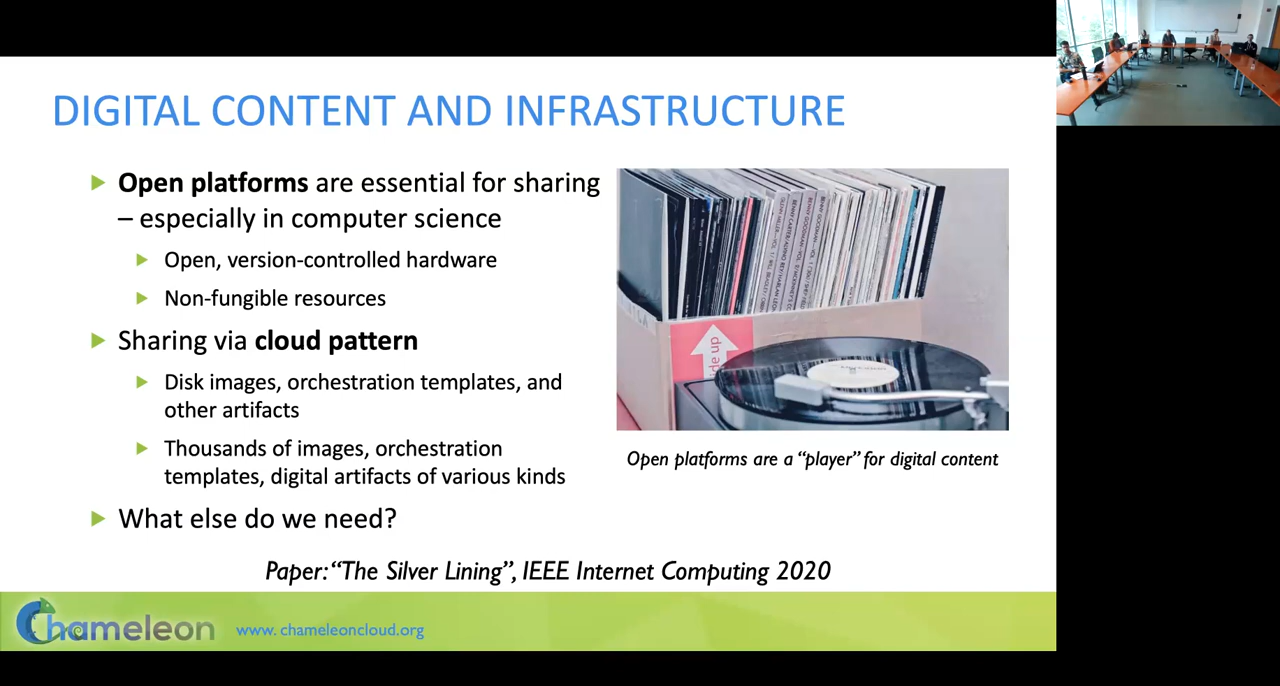 DIGITAL CONTENT AND INFRASTRUCTURE
Open platforms are essential for sharing
– especially in computer science
Open, version-controlled hardware
Non-fungible resources
Sharing via cloud pattern
Disk images, orchestration templates, and
other artifacts
Thousands of images, orchestration
templates, digital artifacts of various kinds
What else do we need?
de up
Open platforms are a “player” for digital content
Paper: “The Silver Lining”, IEEE Internet Computing 2020
Chameleon
www. chameleoncloud.org